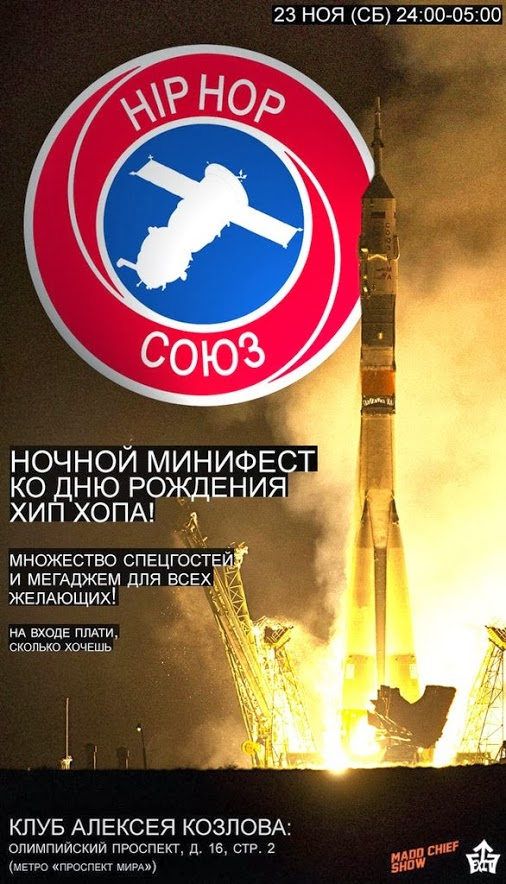 23 НОЯ (СБ) 24:00-05:00
HIP HOP
СОЮЗ
НОЧНОЙ МИНИФЕСТ
КО ДНЮ РОЖДЕНИЯ
ХИП ХОПА!
МНОЖЕСТВО СПЕЦГОСТЕЙ
И МЕГАДЖЕМ ДЛЯ ВСЕХ
ЖЕЛАЮЩИХ!
НА ВХОДЕ ПЛАТИ,
СКОЛЬКО ХОЧЕШЬ
КЛУБ АЛЕКСЕЯ КОЗЛОВА:
ОЛИМПИЙСКИЙ ПРОСПЕКТ, Д. 16, СТР. 2
(МЕТРО «ПРОСПЕКТ МИРА»)
MADD CHIEF
SHOW